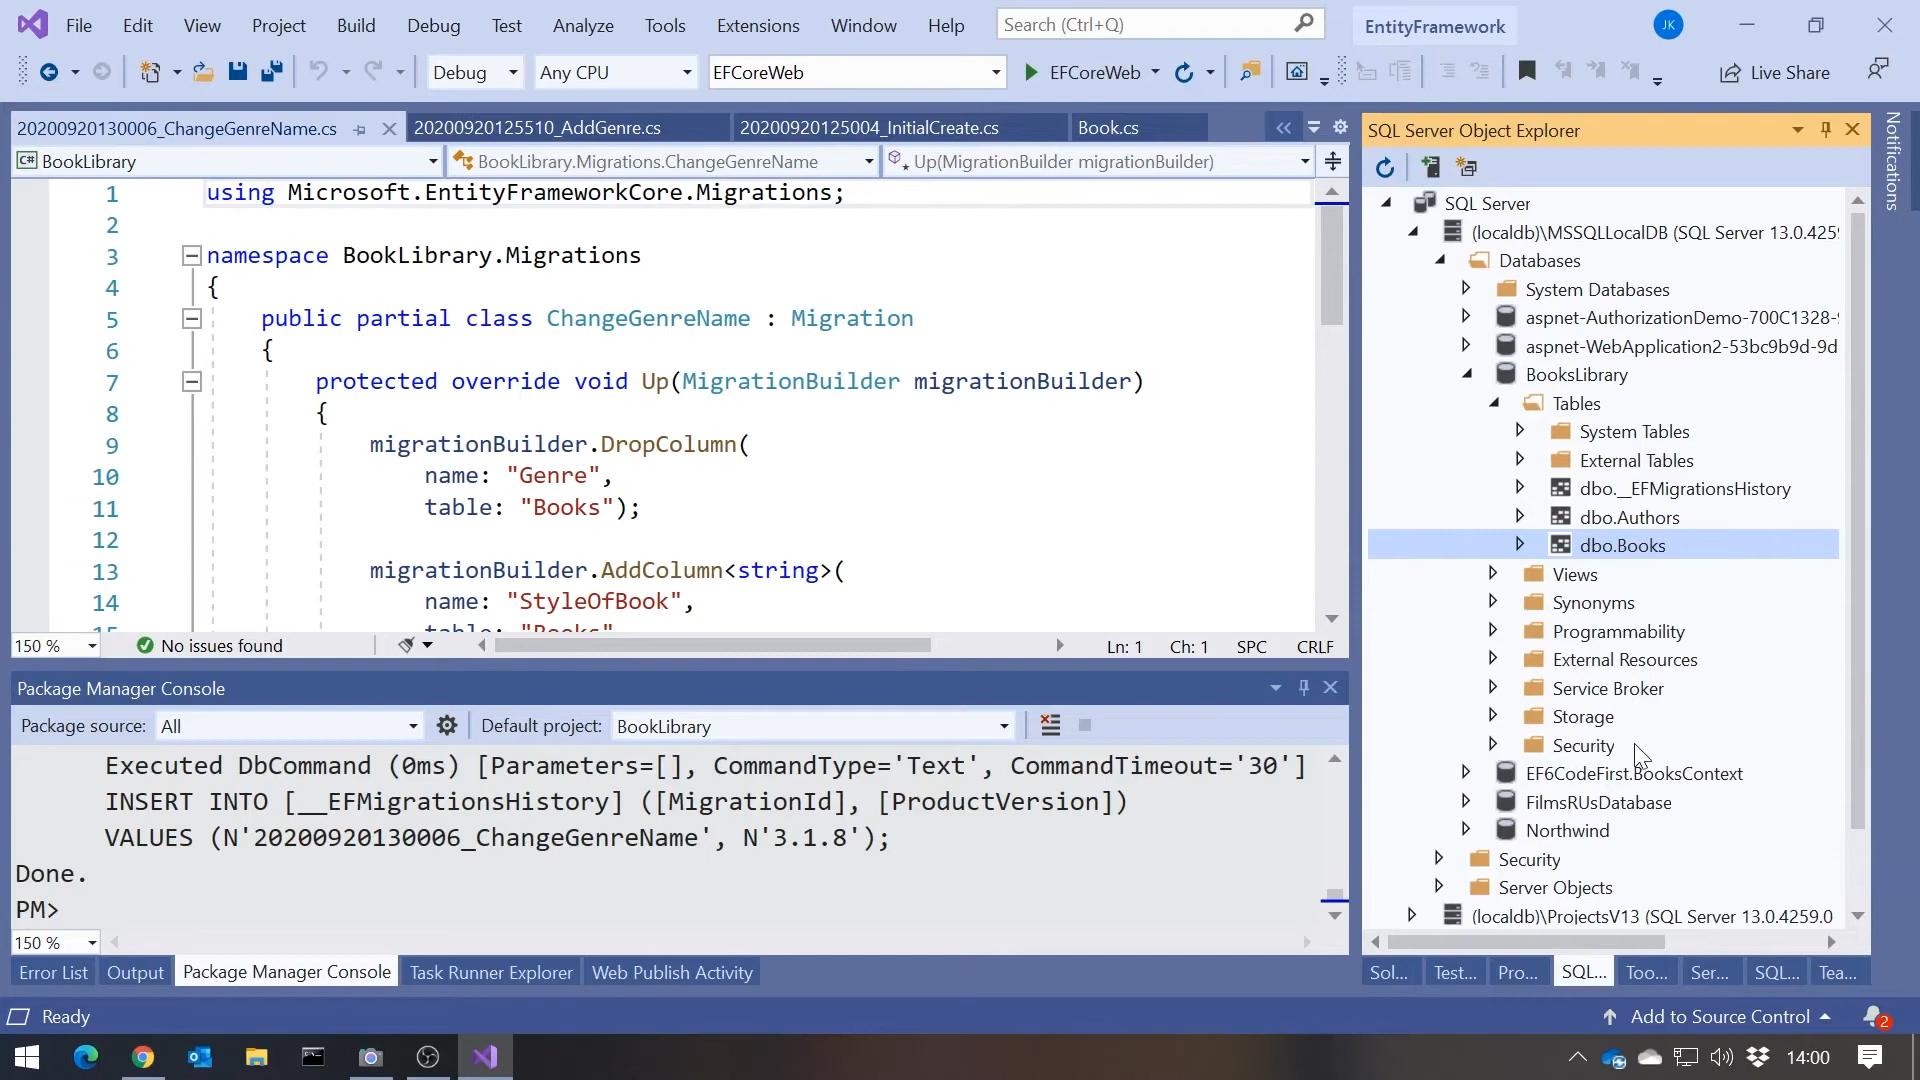 File Edit View Project Build Debug Test Analyze Tools Extensions Window Help Search (Ctrl+Q) EntityFramework JK
Debug Any CPU EFCoreWeb EFCoreWeb Live Share
20200920130006_ChangeGenreName.cs 20200920125510_AddGenre.cs 20200920125004_InitialCreate.cs Book.cs
C# BookLibrary BookLibrary.Migrations.ChangeGenreName Up(MigrationBuilder migrationBuilder)
1 using Microsoft.EntityFrameworkCore.Migrations;
2
3 namespace BookLibrary.Migrations
4 {
5 public partial class ChangeGenreName : Migration
6 {
7 protected override void Up(MigrationBuilder migrationBuilder)
8 {
9 migrationBuilder.DropColumn(
10 name: "Genre",
11 table: "Books");
12
13 migrationBuilder.AddColumn<string>(
14 name: "StyleOfBook",
15 table: "Books"
150 % No issues found Ln: 1 Ch: 1 SPC CRLF
Package Manager Console
Package source: All Default project: BookLibrary
Executed DbCommand (0ms) [Parameters=[], CommandType='Text', CommandTimeout='30']
INSERT INTO [__EFMigrationsHistory] ([MigrationId], [ProductVersion])
VALUES (N'20200920130006_ChangeGenreName', N'3.1.8');
Done.
PM>
150 %
Error List Output Package Manager Console Task Runner Explorer Web Publish Activity
SQL Server Object Explorer
SQL Server
(localdb)\MSSQLLocalDB (SQL Server 13.0.4259
Databases
System Databases
aspnet-AuthorizationDemo-700C1328-9
aspnet-WebApplication2-53bc9b9d-9d
BooksLibrary
Tables
System Tables
External Tables
dbo.__EFMigrationsHistory
dbo.Authors
dbo.Books
Views
Synonyms
Programmability
External Resources
Service Broker
Storage
Security
EF6CodeFirst.BooksContext
FilmsRUsDatabase
Northwind
Security
Server Objects
(localdb)\ProjectsV13 (SQL Server 13.0.4259.0
Sol... Test... Pro... SQL... Too... Ser... SQL... Tea...
Notifications
Ready Add to Source Control 2
14:00